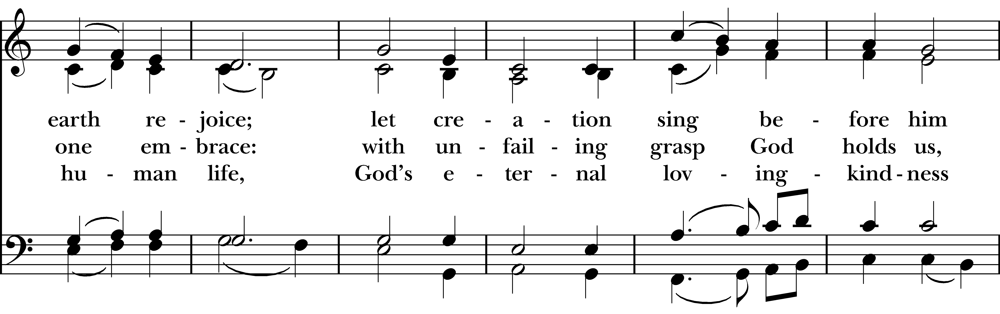 earth re - joice; let cre - a - tion sing be - fore him
one em - brace: with un - fail - ing grasp God holds us,
hu - man life, God’s e - ter - nal lov - ing - kind - ness